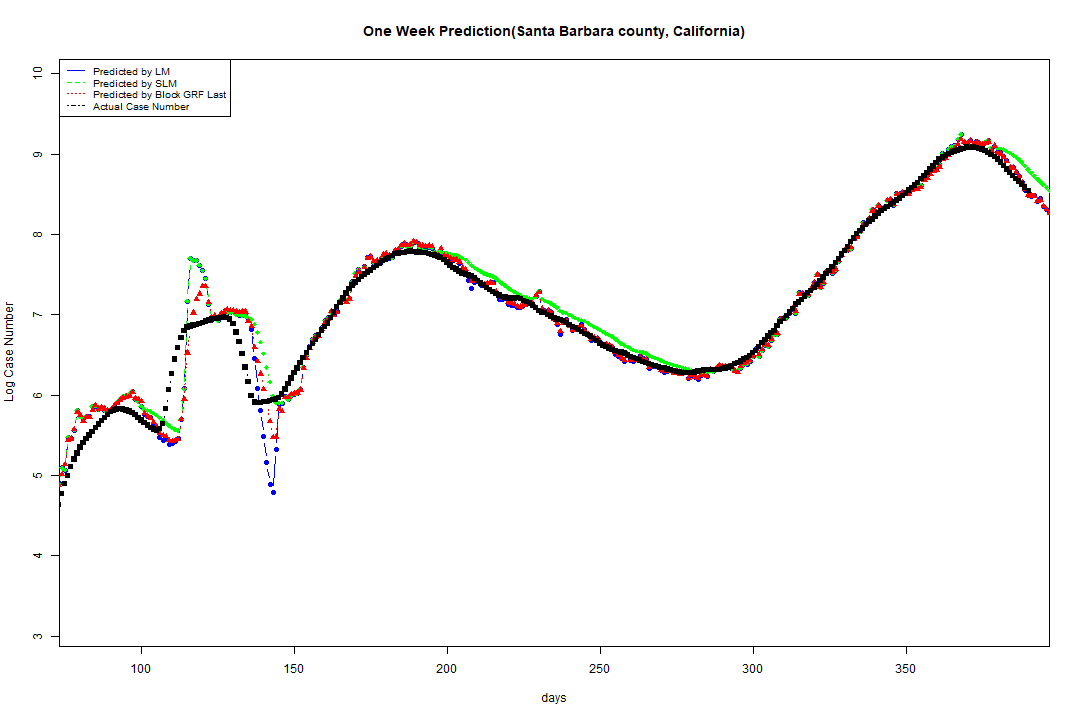 One Week Prediction(Santa Barbara county, California)
Predicted by LM
Predicted by SLM
Predicted by Block GRF Last
Actual Case Number
10
9
8
7
6
5
4
3
Log Case Number
100 150 200 250 300 350
days